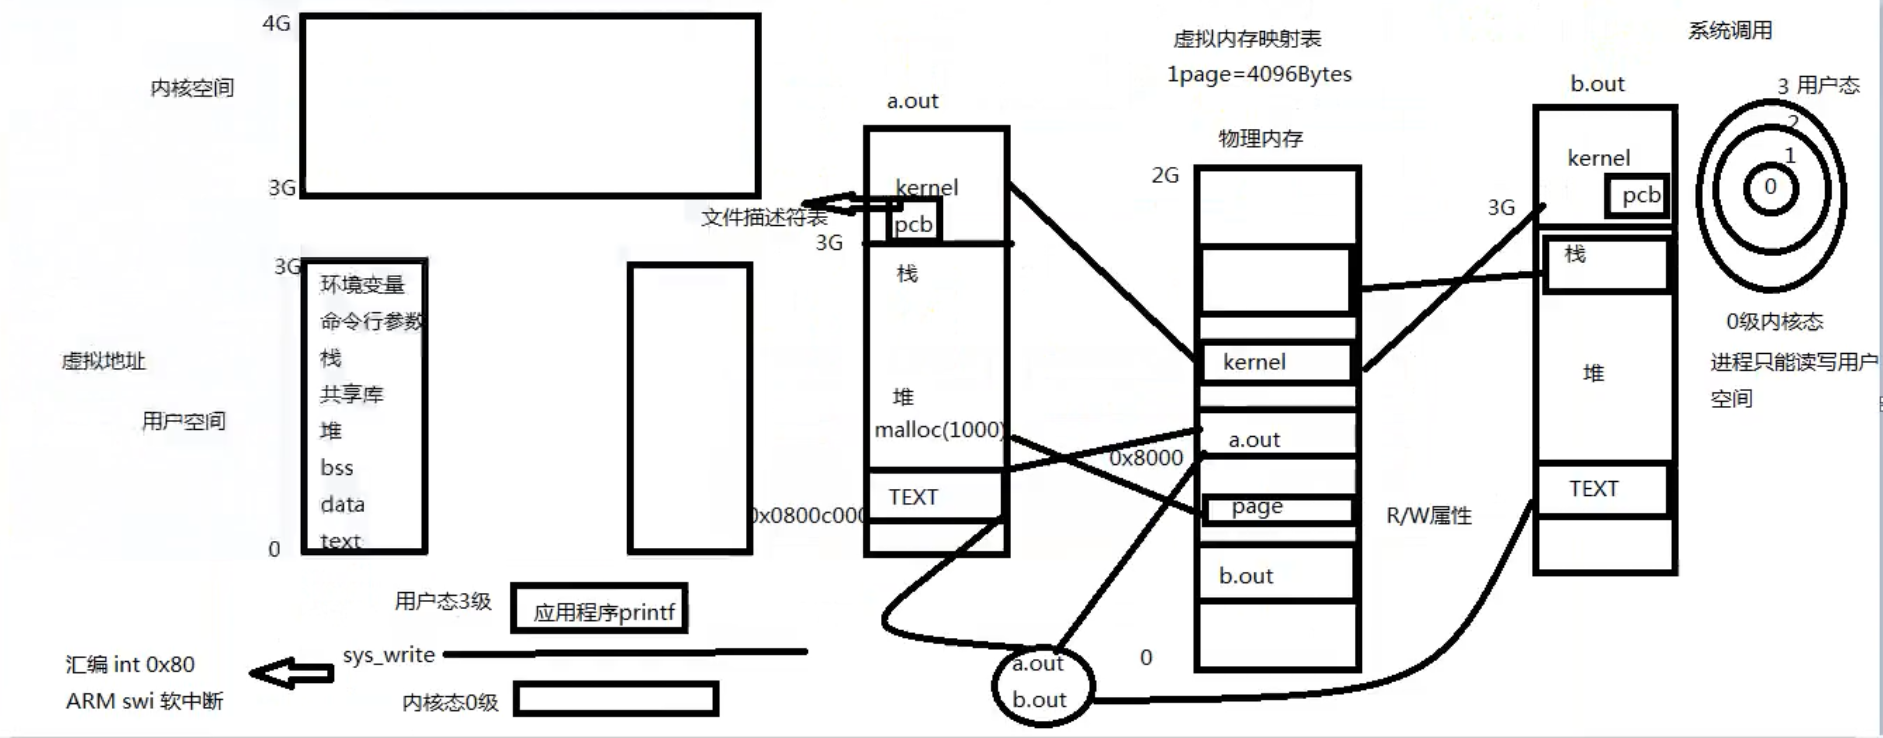 4G
内核空间
3G
3G
环境变量
命令行参数
栈
虚拟地址
共享库
用户空间
堆
bss
data
0
text
用户态3级
应用程序printf
sys_write
汇编 int 0x80
ARM swi 软中断
内核态0级
a.out
kernel
文件描述符表
pcb
3G
栈
堆
malloc(1000)
TEXT
0x0800c000
虚拟内存映射表
1page=4096Bytes
物理内存
2G
kernel
a.out
0x8000
page
R/W属性
b.out
0
a.out
b.out
b.out
kernel
pcb
3G
栈
堆
TEXT
系统调用
3 用户态
2
1
0
0级内核态
进程只能读写用户
空间